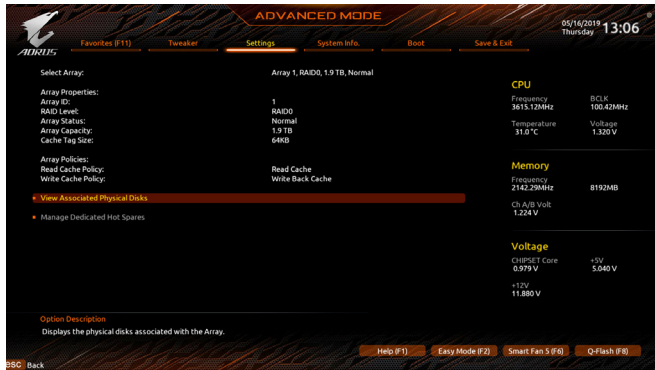 ADVANCED MODE
05/16/2019 Thursday 13:06
AORUS
Favorites (F11) Tweaker Settings System Info. Boot Save & Exit
Select Array: Array 1, RAID0, 1.9 TB, Normal
Array Properties:
Array ID: 1
RAID Level: RAID0
Array Status: Normal
Array Capacity: 1.9 TB
Cache Tag Size: 64KB
Array Policies:
Read Cache Policy: Read Cache
Write Cache Policy: Write Back Cache
View Associated Physical Disks
Manage Dedicated Hot Spares
CPU
Frequency BCLK
3615.12MHz 100.42MHz
Temperature Voltage
31.0 °C 1.320 V
Memory
Frequency
2142.29MHz 8192MB
Ch A/B Volt
1.224 V
Voltage
CHIPSET Core +5V
0.979 V 5.040 V
+12V
11.880 V
Option Description
Displays the physical disks associated with the Array.
Help (F1) Easy Mode (F2) Smart Fan 5 (F6) Q-Flash (F8)
esc Back